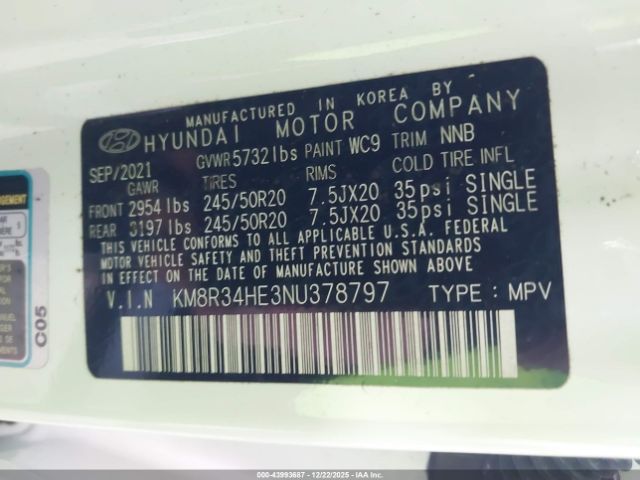 MANUFACTURED IN KOREA BY
HYUNDAI MOTOR COMPANY
SEP/2021 GVWR 5732lbs PAINT WC9 TRIM NNB
GAWR TIRES RIMS COLD TIRE INFL
FRONT 2954 lbs 245/50R20 7.5JX20 35psi SINGLE
REAR 3197 lbs 245/50R20 7.5JX20 35psi SINGLE
THIS VEHICLE CONFORMS TO ALL APPLICABLE U.S.A. FEDERAL
MOTOR VEHICLE SAFETY AND THEFT PREVENTION STANDARDS
IN EFFECT ON THE DATE OF MANUFACTURE SHOWN ABOVE.
V.I.N KM8R34HE3NU378797 TYPE : MPV
C05
000-43993687 - 12/22/2025 - IAAI.COM